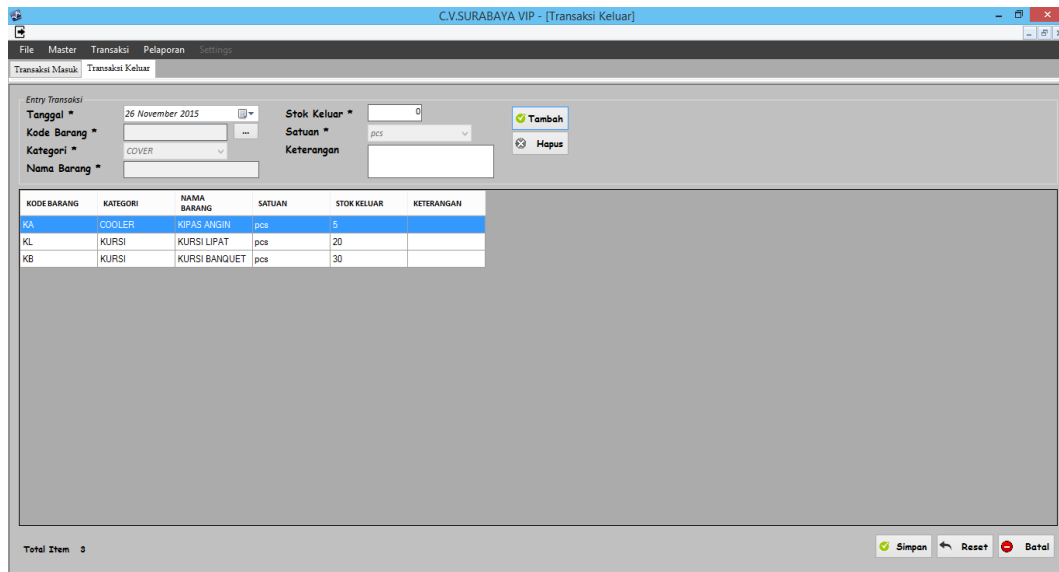 C.V.SURABAYA VIP - [Transaksi Keluar]
File Master Transaksi Pelaporan Settings
Transaksi Masuk Transaksi Keluar
Entry Transaksi
Tanggal * 26 November 2015 Stok Keluar * 0 Tambah
Kode Barang * ... Satuan * pcs Hapus
Kategori * COVER Keterangan
Nama Barang *
KODE BARANG KATEGORI NAMA BARANG SATUAN STOK KELUAR KETERANGAN
KA COOLER KIPAS ANGIN pcs 5
KL KURSI KURSI LIPAT pcs 20
KB KURSI KURSI BANQUET pcs 30
Total Item 3 Simpan Reset Batal